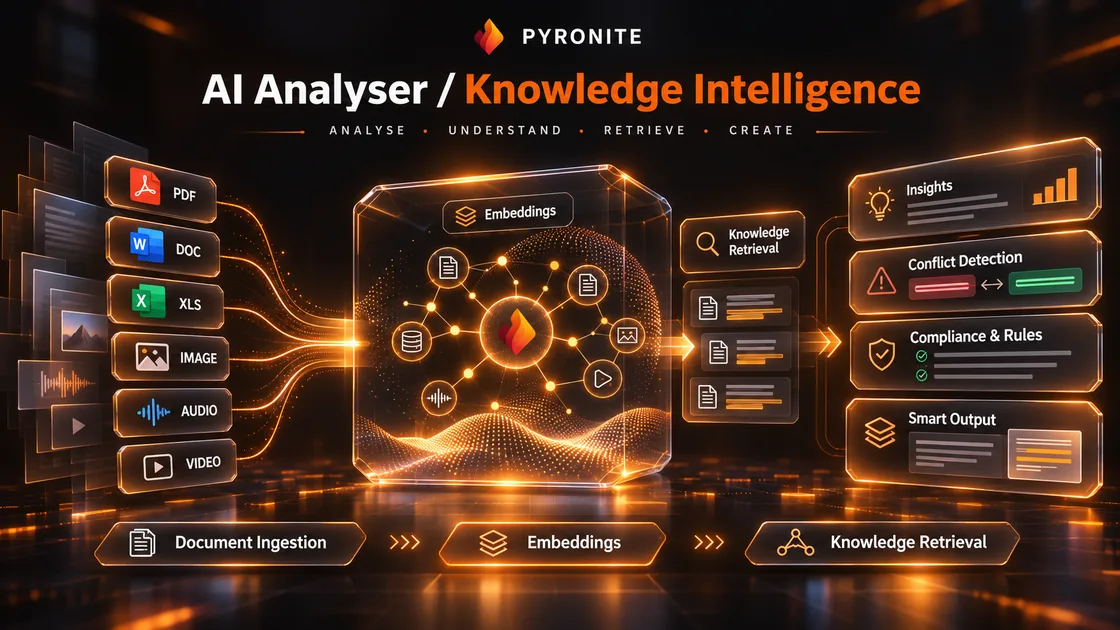 PYRONITE
AI Analyser / Knowledge Intelligence
ANALYSE • UNDERSTAND • RETRIEVE • CREATE
PDF
W
DOC
X
XLS
IMAGE
AUDIO
VIDEO
Embeddings
Knowledge
Retrieval
Insights
Conflict Detection
Compliance & Rules
Smart Output
Document Ingestion
Embeddings
Knowledge Retrieval